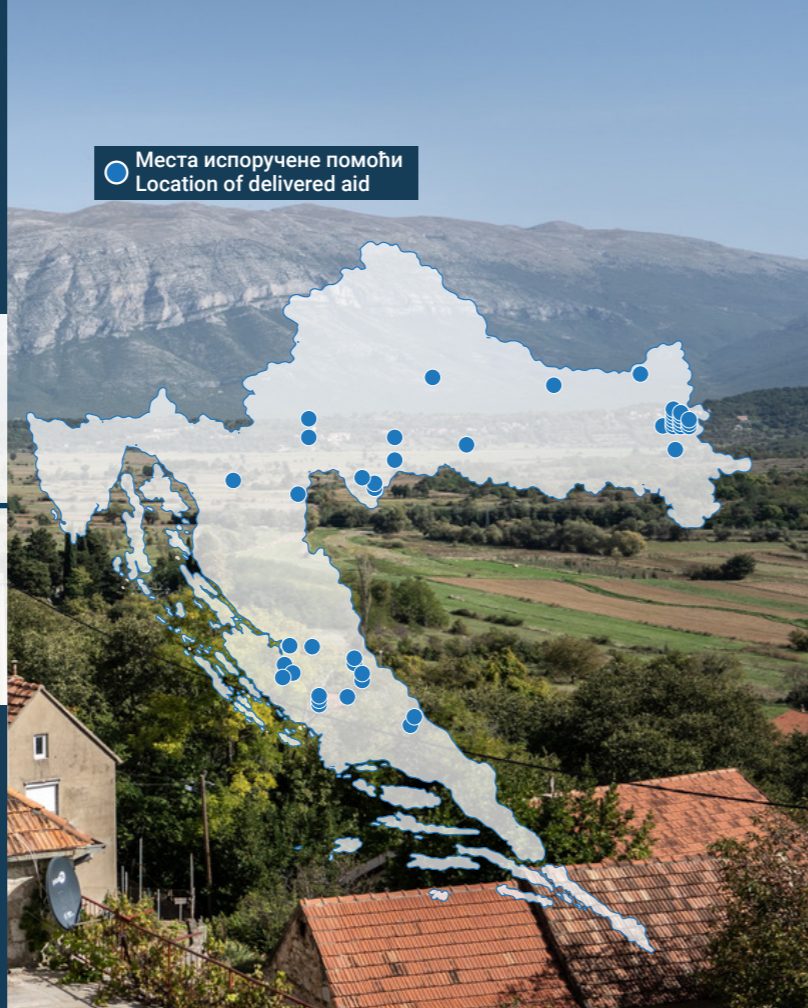 Места испоручене помоћи
Location of delivered aid